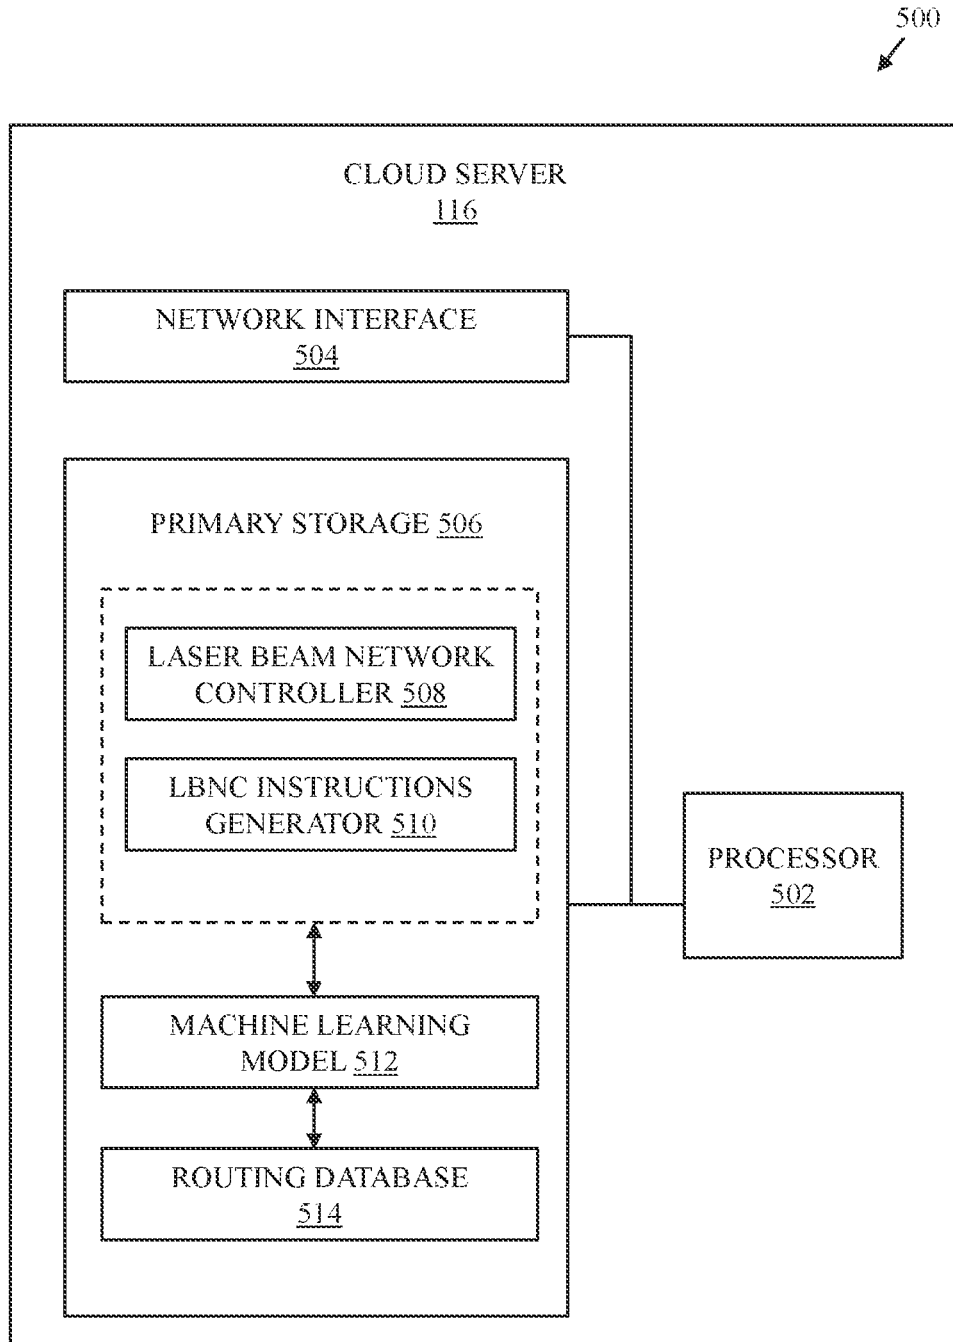 500
CLOUD SERVER
116
NETWORK INTERFACE
504
PRIMARY STORAGE 506
LASER BEAM NETWORK
CONTROLLER 508
LBNC INSTRUCTIONS
GENERATOR 510
PROCESSOR
502
MACHINE LEARNING
MODEL 512
ROUTING DATABASE
514